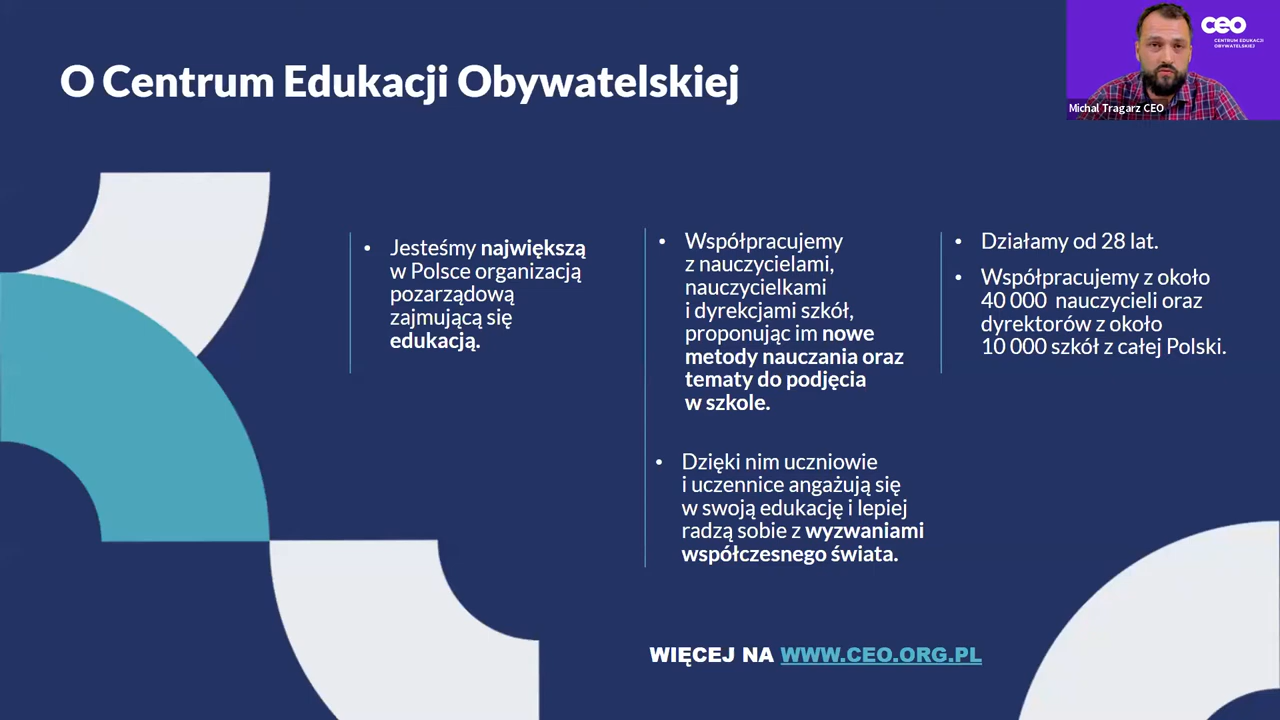 O Centrum Edukacji Obywatelskiej
ceo
CENTRUM EDUKACJI
OBYWATELSKIEJ
Michal Tragarz CEO
• Jesteśmy największą
w Polsce organizacją
pozarządową
zajmującą się
edukacją.
• Współpracujemy
z nauczycielami,
nauczycielkami
i dyrekcjami szkół,
proponując im nowe
metody nauczania oraz
tematy do podjęcia
w szkole.
• Dzięki nim uczniowie
i uczennice angażują się
w swoją edukację i lepiej
radzą sobie z wyzwaniami
współczesnego świata.
• Działamy od 28 lat.
• Współpracujemy z około
40 000 nauczycieli oraz
dyrektorów z około
10 000 szkół z całej Polski.
WIĘCEJ NA WWW.CEO.ORG.PL